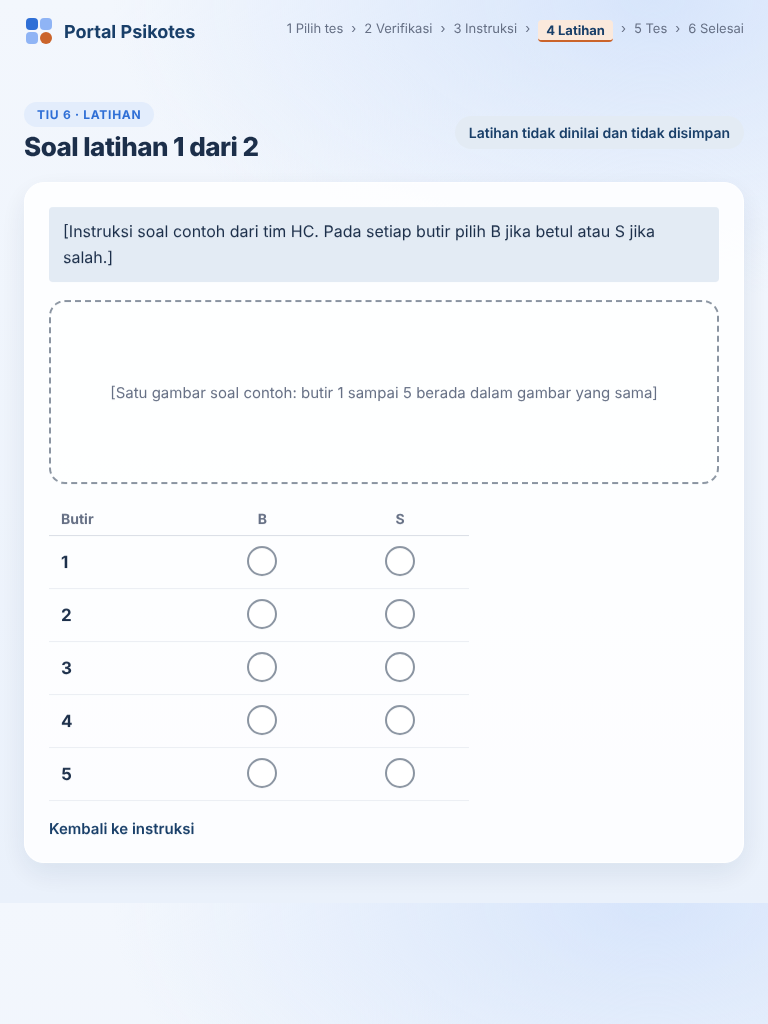 Portal Psikotes
1 Pilih tes › 2 Verifikasi › 3 Instruksi › 4 Latihan › 5 Tes › 6 Selesai
TIU 6 · LATIHAN
Soal latihan 1 dari 2
Latihan tidak dinilai dan tidak disimpan
[Instruksi soal contoh dari tim HC. Pada setiap butir pilih B jika betul atau S jika
salah.]
[Satu gambar soal contoh: butir 1 sampai 5 berada dalam gambar yang sama]
Butir B S
1
2
3
4
5
Kembali ke instruksi